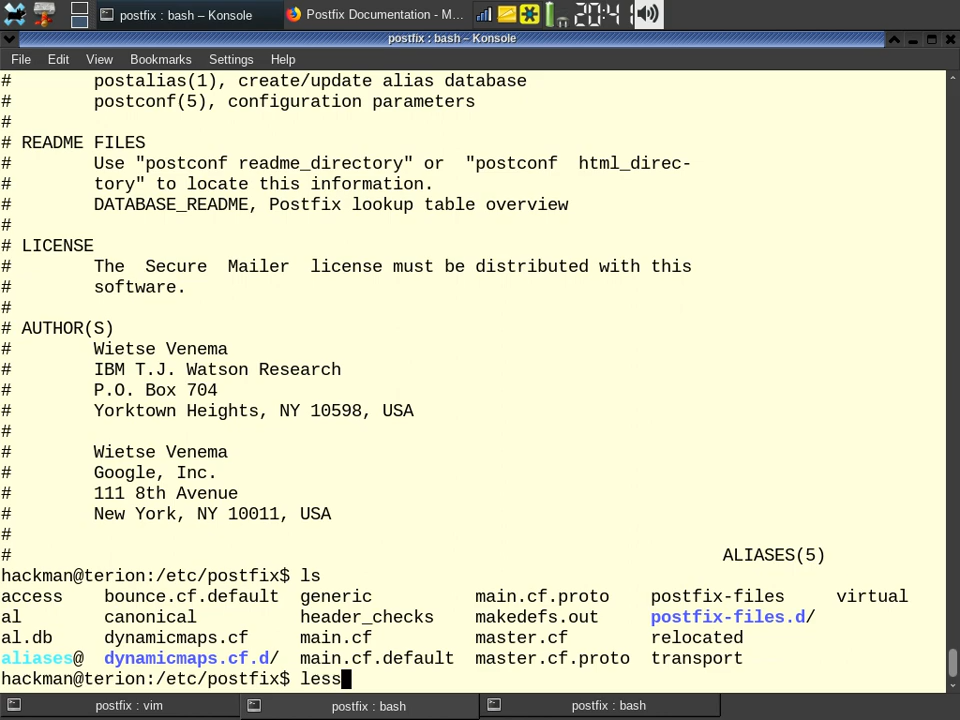 postfix : bash – Konsole
Postfix Documentation - M...
20:41
postfix : bash – Konsole
File Edit View Bookmarks Settings Help
#        postalias(1), create/update alias database
#        postconf(5), configuration parameters
#
# README FILES
#        Use "postconf readme_directory" or  "postconf  html_direc-
#        tory" to locate this information.
#        DATABASE_README, Postfix lookup table overview
#
# LICENSE
#        The  Secure  Mailer  license must be distributed with this
#        software.
#
# AUTHOR(S)
#        Wietse Venema
#        IBM T.J. Watson Research
#        P.O. Box 704
#        Yorktown Heights, NY 10598, USA
#
#        Wietse Venema
#        Google, Inc.
#        111 8th Avenue
#        New York, NY 10011, USA
#
#                                                                     ALIASES(5)
hackman@terion:/etc/postfix$ ls
access    bounce.cf.default  generic          main.cf.proto    postfix-files     virtual
al        canonical          header_checks    makedefs.out     postfix-files.d/
al.db     dynamicmaps.cf     main.cf          master.cf        relocated
aliases@  dynamicmaps.cf.d/  main.cf.default  master.cf.proto  transport
hackman@terion:/etc/postfix$ less
postfix : vim
postfix : bash
postfix : bash